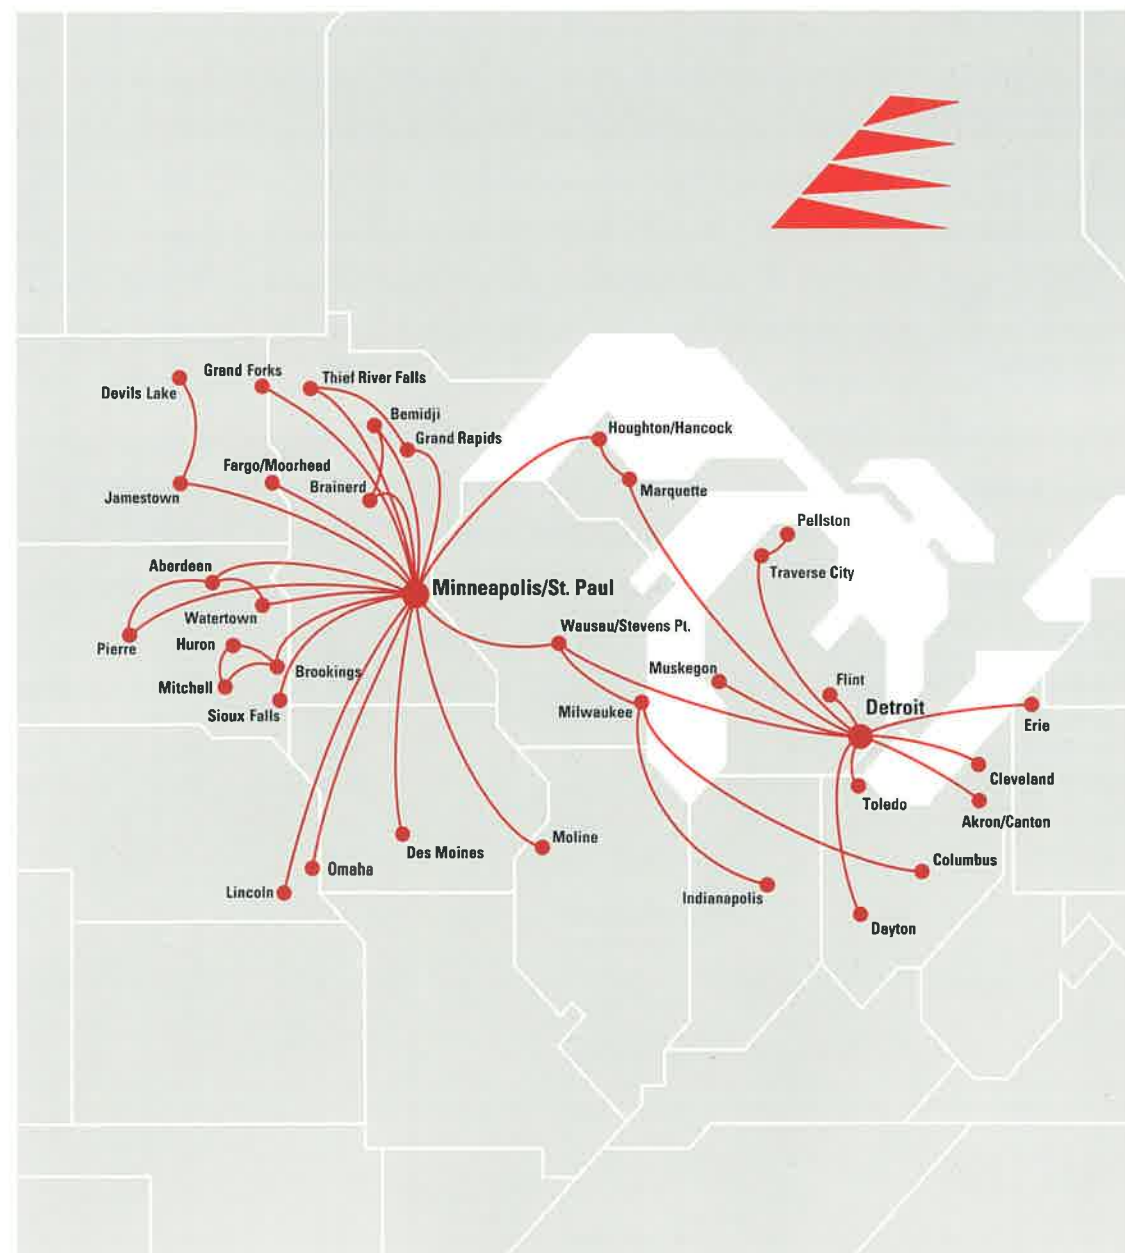 Grand Forks
Thief River Falls
Devils Lake
Bemidji
Grand Rapids
Houghton/Hancock
Fargo/Moorhead
Brainerd
Jamestown
Marquette
Pellston
Aberdeen
Traverse City
Minneapolis/St. Paul
Watertown
Wausau/Stevens Pt.
Pierre
Huron
Brookings
Muskegon
Flint
Mitchell
Sioux Falls
Milwaukee
Detroit
Erie
Cleveland
Toledo
Akron/Canton
Moline
Des Moines
Columbus
Omaha
Lincoln
Indianapolis
Dayton